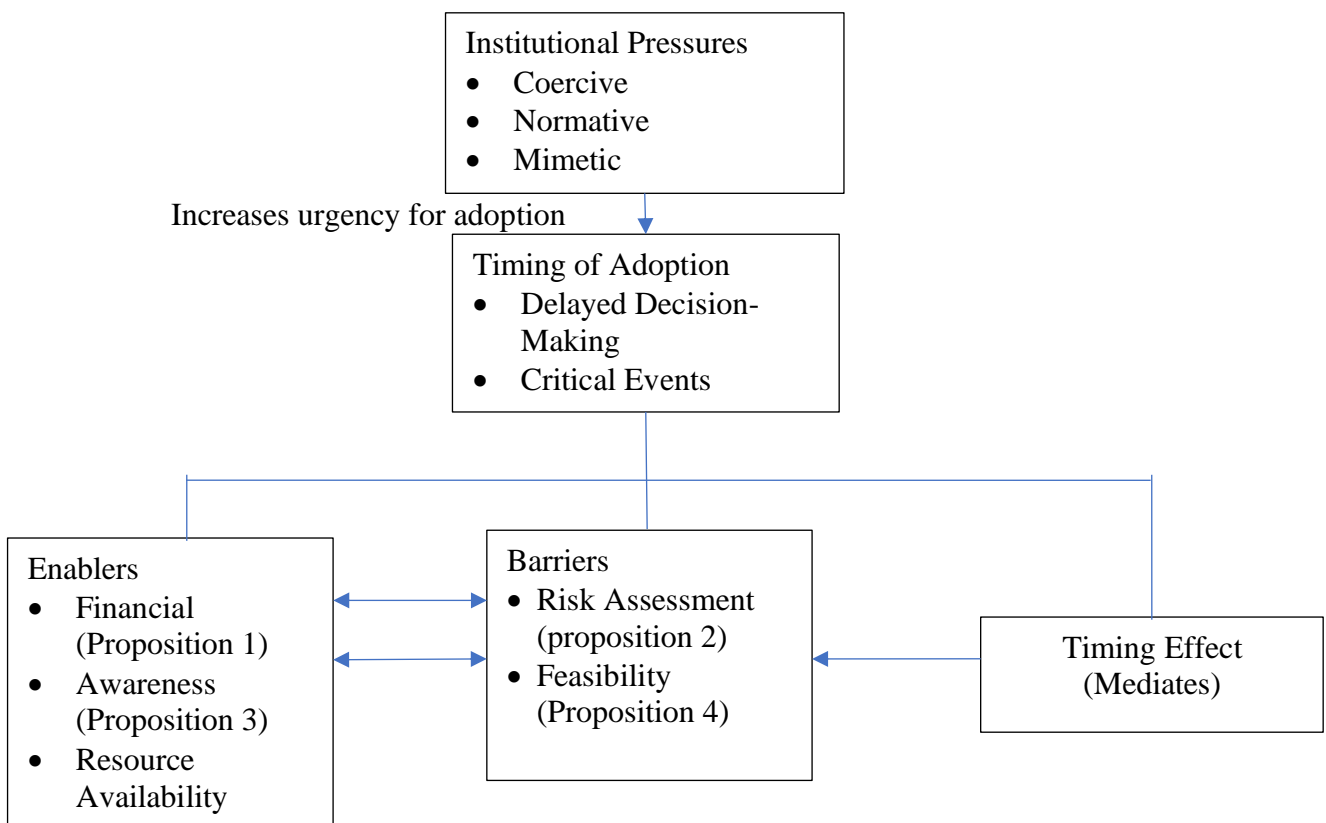 Institutional Pressures
• Coercive
• Normative
• Mimetic
Increases urgency for adoption
Timing of Adoption
• Delayed Decision-
Making
• Critical Events
Enablers
• Financial
(Proposition 1)
• Awareness
(Proposition 3)
• Resource
Availability
Barriers
• Risk Assessment
(proposition 2)
• Feasibility
(Proposition 4)
Timing Effect
(Mediates)